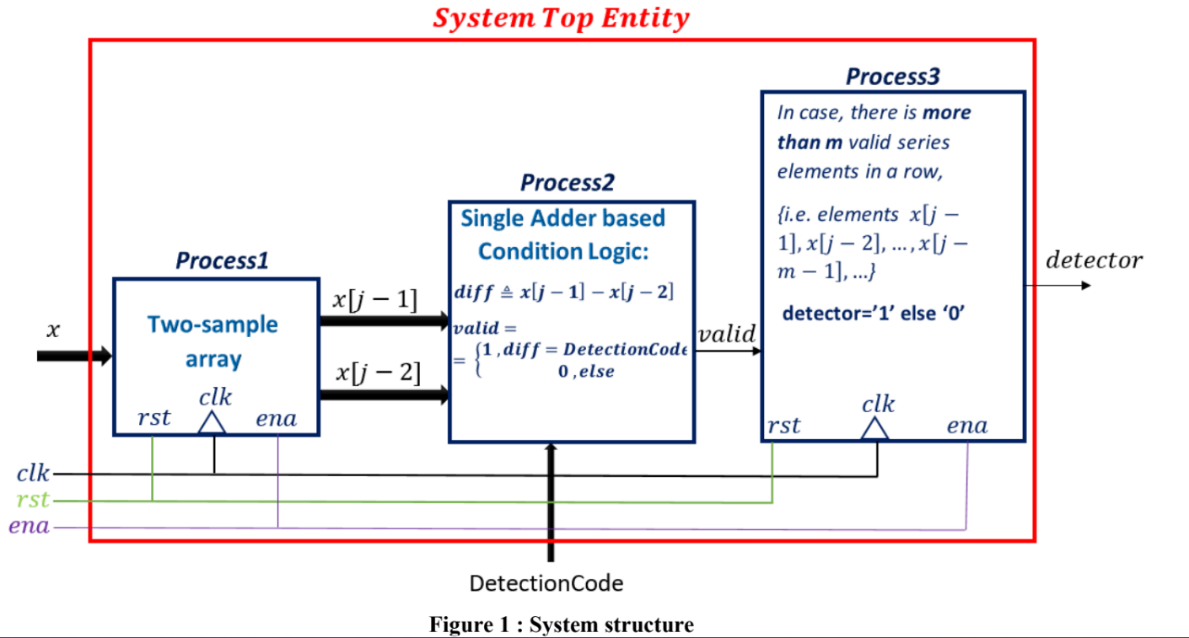 System Top Entity
Process3
In case, there is more
than m valid series
elements in a row,
{i.e. elements x[j −
1], x[j − 2], ... , x[j −
m − 1], ...}
detector='1' else '0'
rst
clk
ena
detector
Process2
Single Adder based
Condition Logic:
diff ≜ x[j − 1] − x[j − 2]
valid =
= {1 , diff = DetectionCode
0 , else
valid
Process1
Two-sample
array
clk
rst
ena
x
x[j − 1]
x[j − 2]
clk
rst
ena
DetectionCode
Figure 1 : System structure